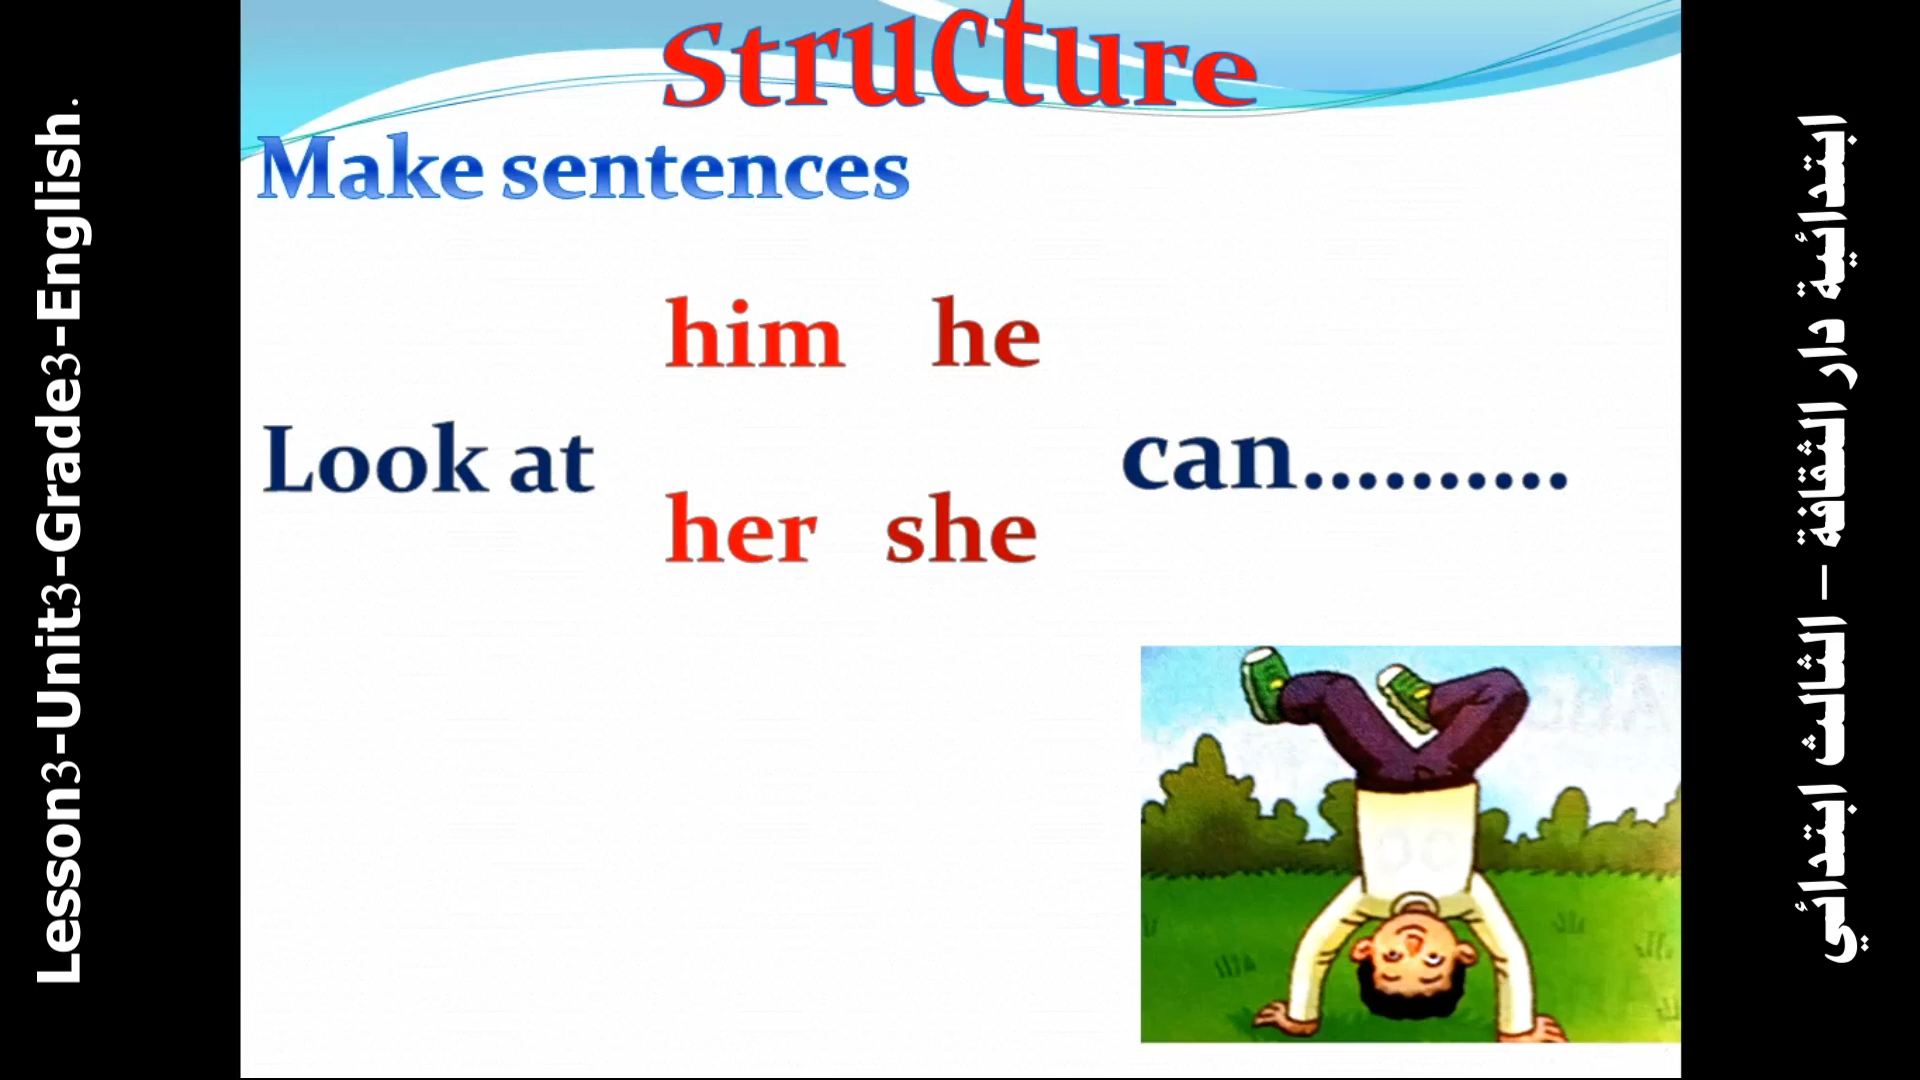 Structure
Make sentences
him he
Look at can..........
her she
Lesson3-Unit3-Grade3-English.
ابتدائية دار الثقافة – الثالث ابتدائي